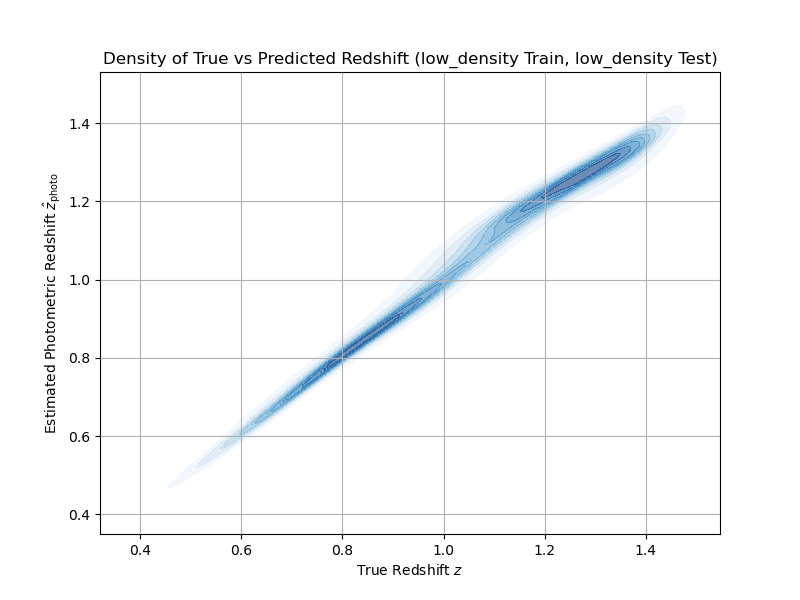 Density of True vs Predicted Redshift (low_density Train, low_density Test)
Estimated Photometric Redshift ẑ_photo
1.4
1.2
1.0
0.8
0.6
0.4
0.4 0.6 0.8 1.0 1.2 1.4
True Redshift z